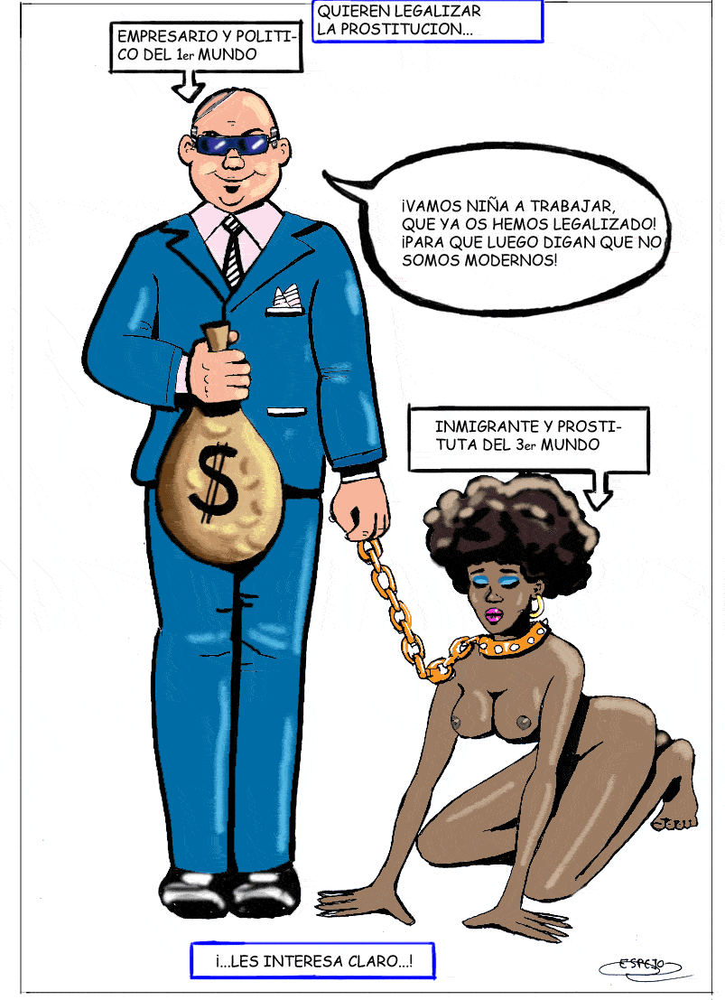 QUIEREN LEGALIZAR
LA PROSTITUCION...
EMPRESARIO Y POLITI-
CO DEL 1er MUNDO
¡VAMOS NIÑA A TRABAJAR,
QUE YA OS HEMOS LEGALIZADO!
¡PARA QUE LUEGO DIGAN QUE NO
SOMOS MODERNOS!
$
INMIGRANTE Y PROSTI-
TUTA DEL 3er MUNDO
¡...LES INTERESA CLARO...!
ESPEJO